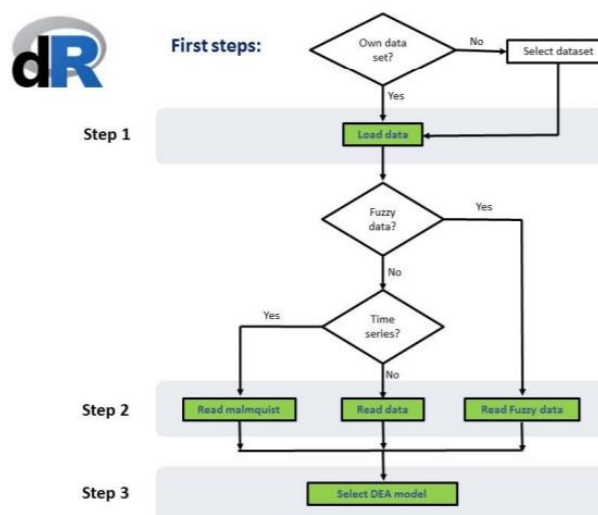 dR
First steps:
Own data
set?
No
Select dataset
Yes
Step 1
Load data
Fuzzy
data?
Yes
No
Time
series?
Yes
No
Step 2
Read malmquist
Read data
Read Fuzzy data
Step 3
Select DEA model